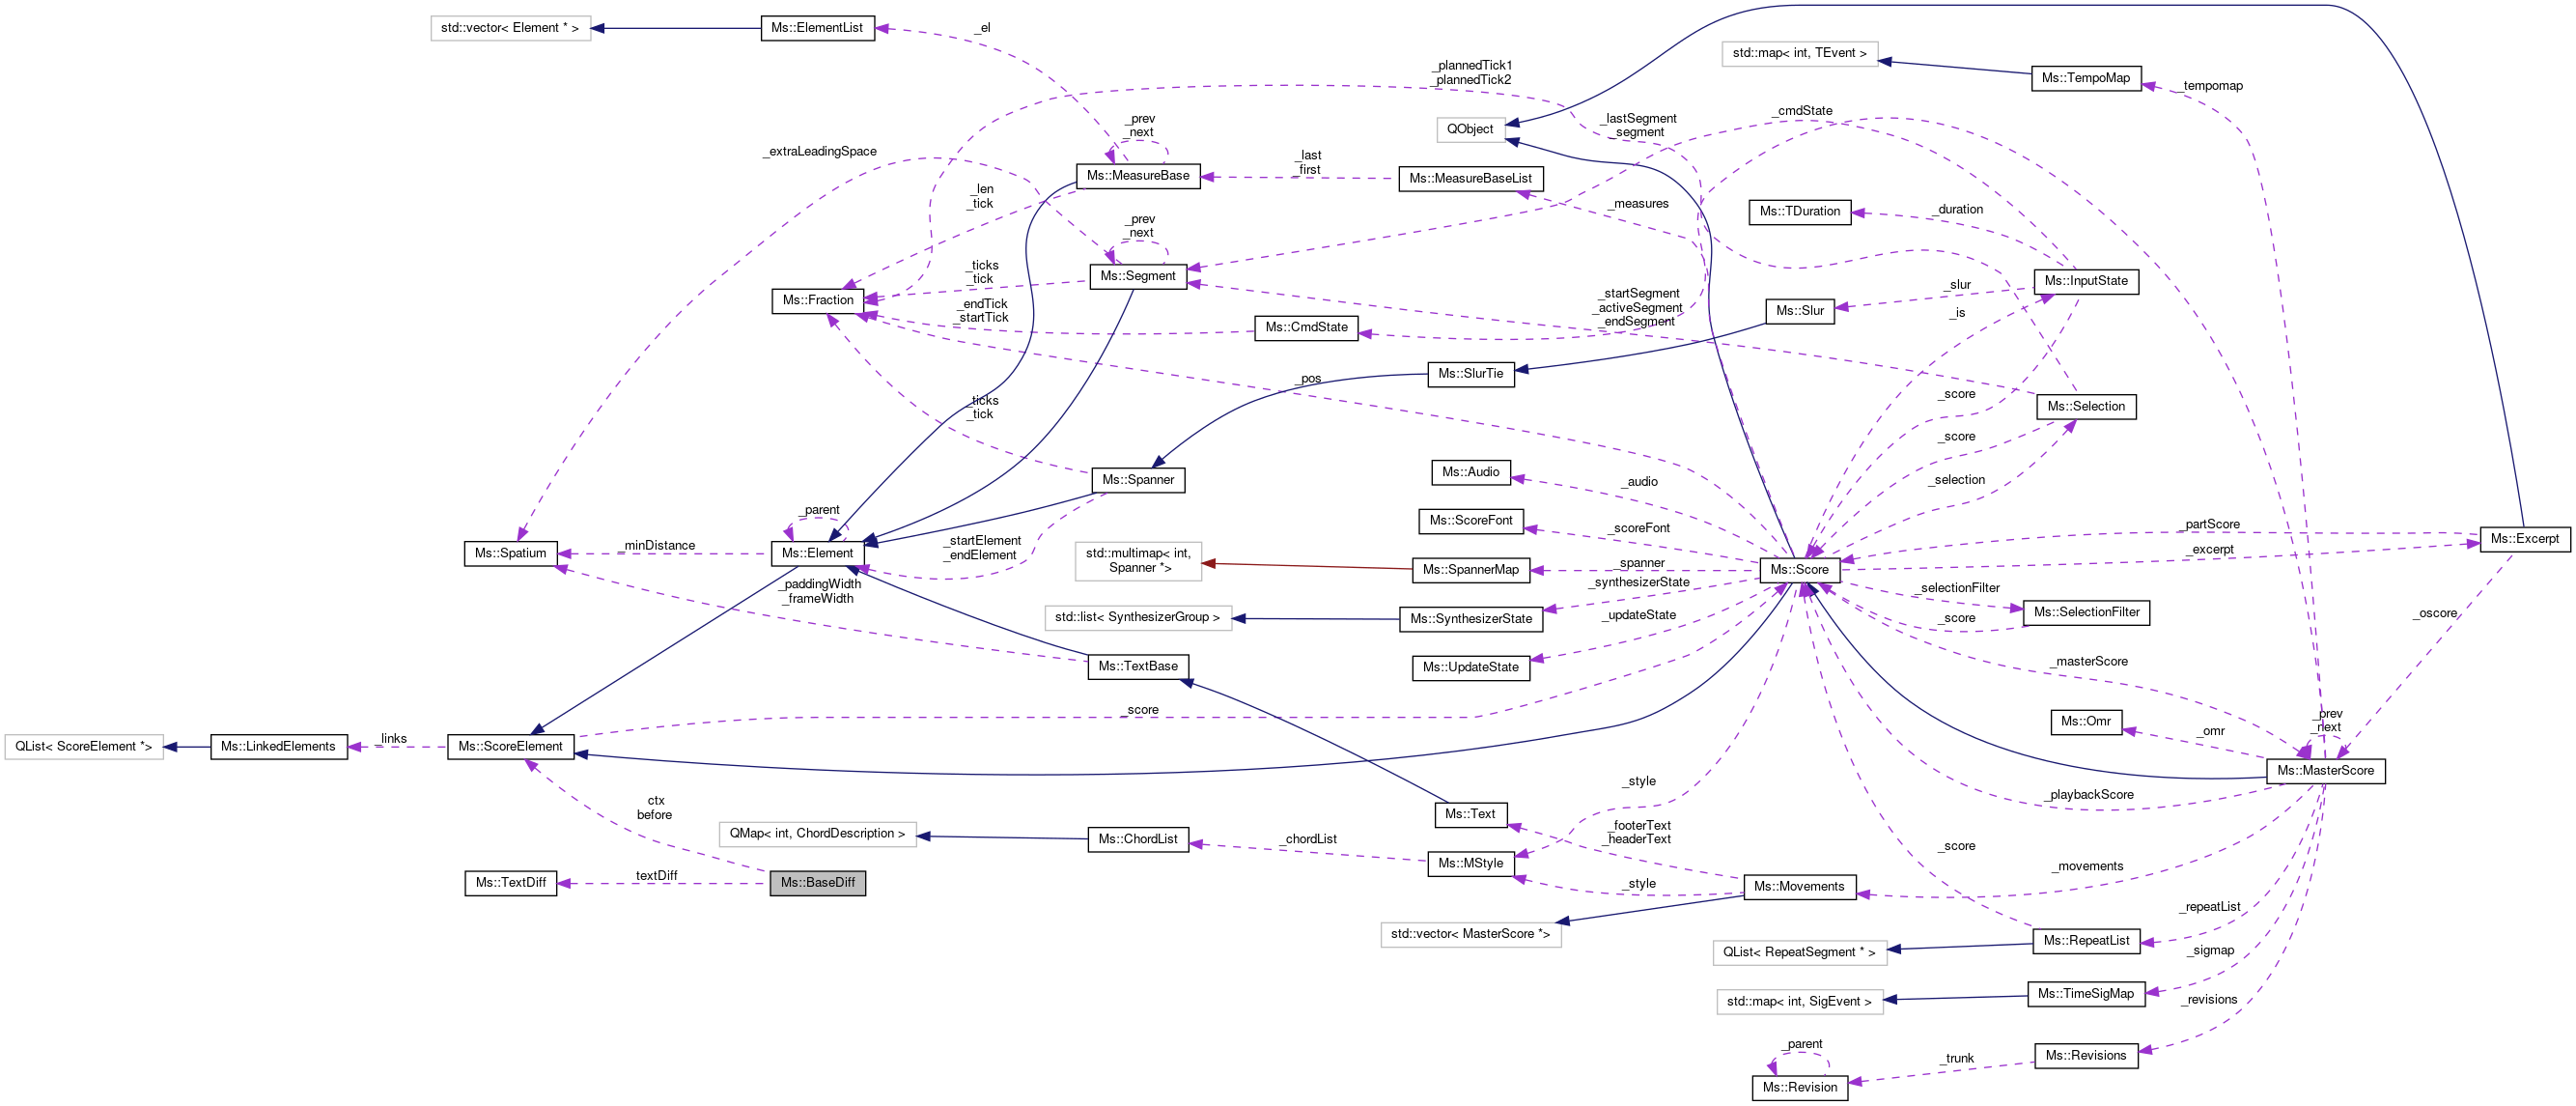 std::vector< Element * >
Ms::ElementList
_el
std::map< int, TEvent >
_plannedTick1
_plannedTick2
Ms::TempoMap
_tempomap
QObject
_prev
_next
_lastSegment
_segment
_cmdState
_extraLeadingSpace
Ms::MeasureBase
_last
_first
Ms::MeasureBaseList
_len
_tick
_measures
Ms::TDuration
_duration
_prev
_next
Ms::Segment
_ticks
_tick
Ms::InputState
Ms::Fraction
_endTick
_startTick
Ms::CmdState
_startSegment
_activeSegment
_endSegment
Ms::Slur
_slur
_is
Ms::SlurTie
_pos
_score
_ticks
_tick
Ms::Selection
_score
Ms::Spanner
Ms::Audio
_audio
_selection
_parent
Ms::ScoreFont
_scoreFont
_partScore
Ms::Excerpt
_startElement
_endElement
_minDistance
Ms::Spatium
Ms::Element
std::multimap< int,
Spanner *>
Ms::SpannerMap
_spanner
Ms::Score
_excerpt
_paddingWidth
_frameWidth
_synthesizerState
std::list< SynthesizerGroup >
Ms::SynthesizerState
_selectionFilter
Ms::SelectionFilter
_score
_oscore
_updateState
Ms::TextBase
Ms::UpdateState
_masterScore
_score
Ms::Omr
_omr
_prev
_next
QList< ScoreElement *>
Ms::LinkedElements
_links
Ms::ScoreElement
Ms::MasterScore
_style
_playbackScore
ctx
before
Ms::Text
_footerText
_headerText
QMap< int, ChordDescription >
Ms::ChordList
_chordList
Ms::MStyle
_score
_movements
Ms::TextDiff
textDiff
Ms::BaseDiff
_style
Ms::Movements
_repeatList
std::vector< MasterScore *>
QList< RepeatSegment * >
Ms::RepeatList
_sigmap
std::map< int, SigEvent >
Ms::TimeSigMap
_revisions
_parent
Ms::Revision
_trunk
Ms::Revisions